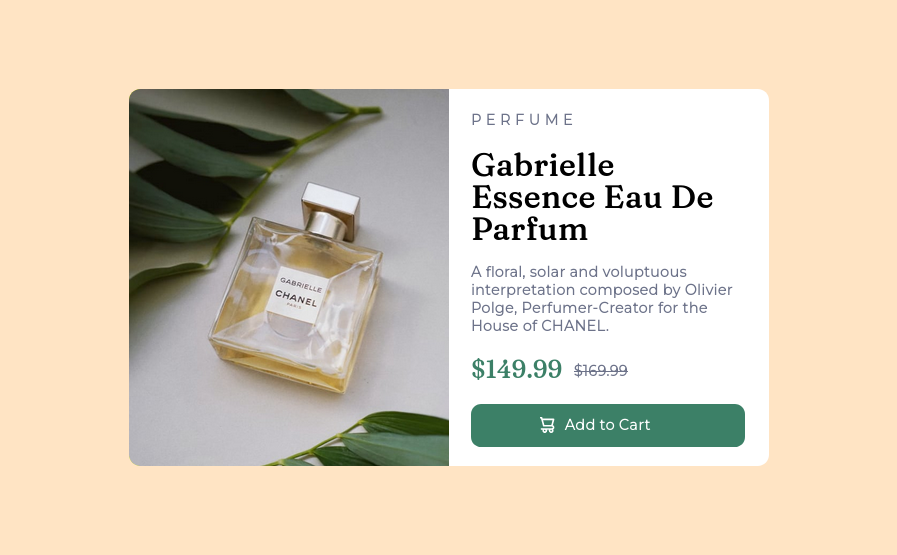 GABRIELLE
CHANEL
PARIS
PERFUME
Gabrielle
Essence Eau De
Parfum
A floral, solar and voluptuous
interpretation composed by Olivier
Polge, Perfumer-Creator for the
House of CHANEL.
$149.99 $169.99
Add to Cart